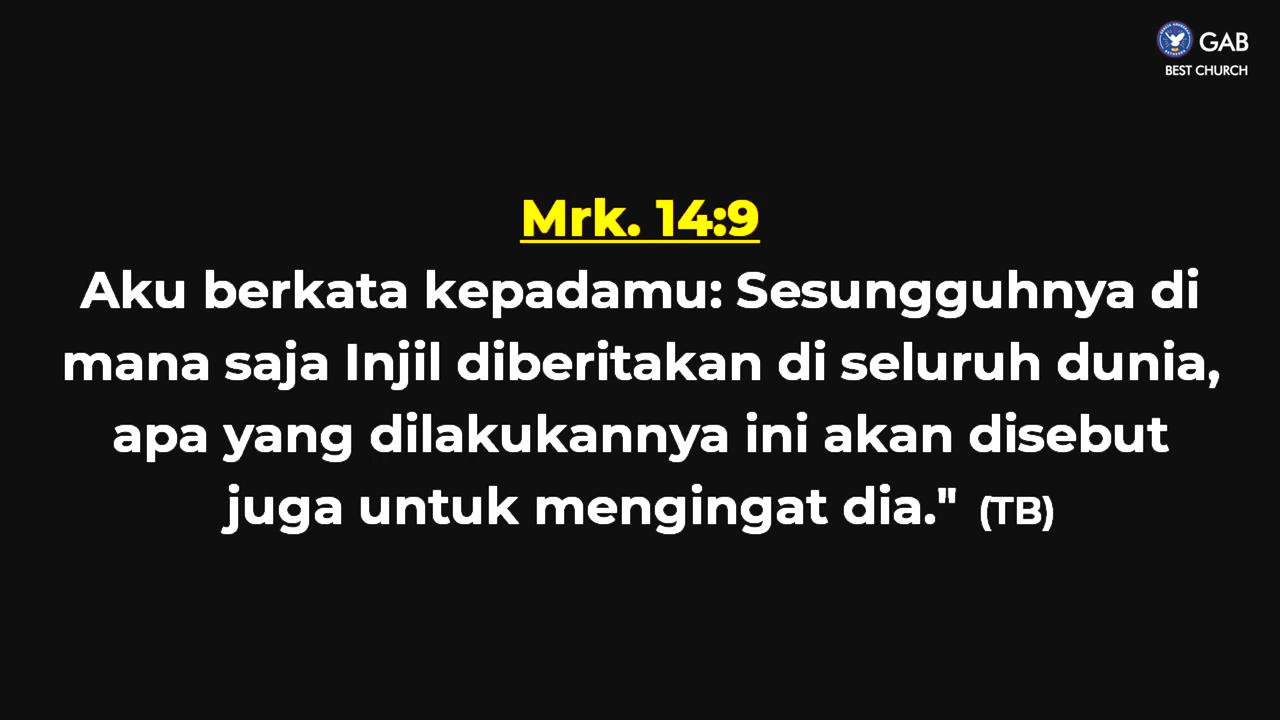 GAB
BEST CHURCH
Mrk. 14:9
Aku berkata kepadamu: Sesungguhnya di
mana saja Injil diberitakan di seluruh dunia,
apa yang dilakukannya ini akan disebut
juga untuk mengingat dia." (TB)